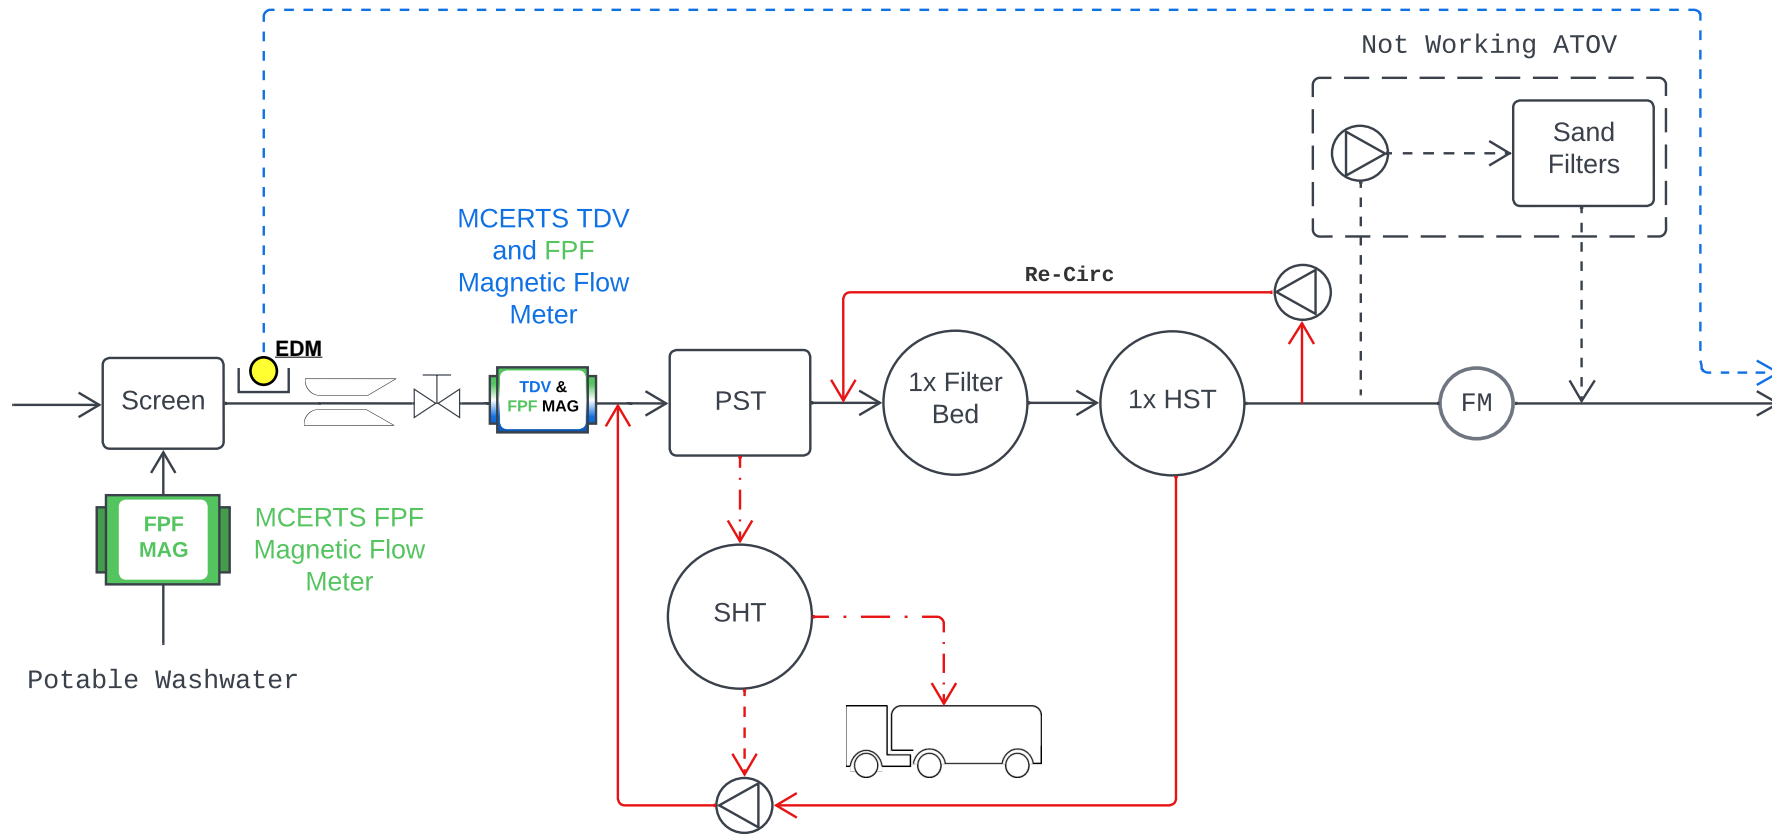 Not Working ATOV
Sand
Filters
MCERTS TDV
and FPF
Magnetic Flow
Meter
Re-Circ
EDM
Screen
TDV &
FPF MAG
PST
1x Filter
Bed
1x HST
FM
FPF
MAG
MCERTS FPF
Magnetic Flow
Meter
SHT
Potable Washwater